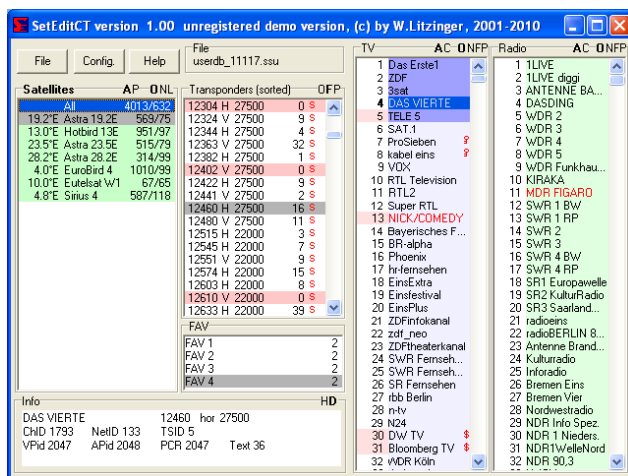 SetEditCT version 1.00 unregistered demo version, (c) by W.Litzinger, 2001-2010
File Config. Help
File
userdb_11117.ssu
Satellites AP ONL
All 4013/632
19.2°E Astra 19.2E 569/75
13.0°E Hotbird 13E 951/97
23.5°E Astra 23.5E 515/79
28.2°E Astra 28.2E 314/99
4.0°E EuroBird 4 1010/99
10.0°E Eutelsat W1 67/65
4.8°E Sirius 4 587/118
Transponders (sorted) OFP
12304 H 27500 0 S
12324 V 27500 9 S
12344 H 27500 4 S
12363 V 27500 32 S
12382 H 27500 1 S
12402 V 27500 0 S
12422 H 27500 9 S
12441 V 27500 2 S
12460 H 27500 16 S
12480 V 27500 11 S
12515 H 22000 3 S
12545 H 22000 7 S
12551 V 22000 9 S
12574 H 22000 15 S
12603 H 22000 8 S
12610 V 22000 0 S
12633 H 22000 39 S
FAV
FAV 1 2
FAV 2 2
FAV 3 2
FAV 4 2
Info HD
DAS VIERTE 12460 hor 27500
ChID 1793 NetID 133 TSID 5
VPid 2047 APid 2048 PCR 2047 Text 36
TV AC ONFP
1 Das Erste1
2 ZDF
3 3sat
4 DAS VIERTE
5 TELE 5
6 SAT.1
7 ProSieben
8 kabel eins
9 VOX
10 RTL Television
11 RTL2
12 Super RTL
13 NICK/COMEDY
14 Bayerisches F...
15 BR-alpha
16 Phoenix
17 hr-fernsehen
18 EinsExtra
19 Einsfestival
20 EinsPlus
21 ZDFinfokanal
22 zdf_neo
23 ZDFtheaterkanal
24 SWR Fernseh...
25 SWR Fernseh...
26 SR Fernsehen
27 rbb Berlin
28 n-tv
29 N24
30 DW TV $
31 Bloomberg TV $
32 WDR Köln
Radio AC ONFP
1 1LIVE
2 1LIVE diggi
3 ANTENNE BA...
4 DASDING
5 WDR 2
6 WDR 3
7 WDR 4
8 WDR 5
9 WDR Funkhau...
10 KIRAKA
11 MDR FIGARO
12 SWR 1 BW
13 SWR 1 RP
14 SWR 2
15 SWR 3
16 SWR 4 BW
17 SWR 4 RP
18 SR1 Europawelle
19 SR2 KulturRadio
20 SR3 Saarland...
21 radioeins
22 radioBERLIN 8...
23 Antenne Brand...
24 Kulturradio
25 Inforadio
26 Bremen Eins
27 Bremen Vier
28 Nordwestradio
29 NDR Info Spez.
30 NDR 1 Nieders.
31 NDR1WelleNord
32 NDR 90,3